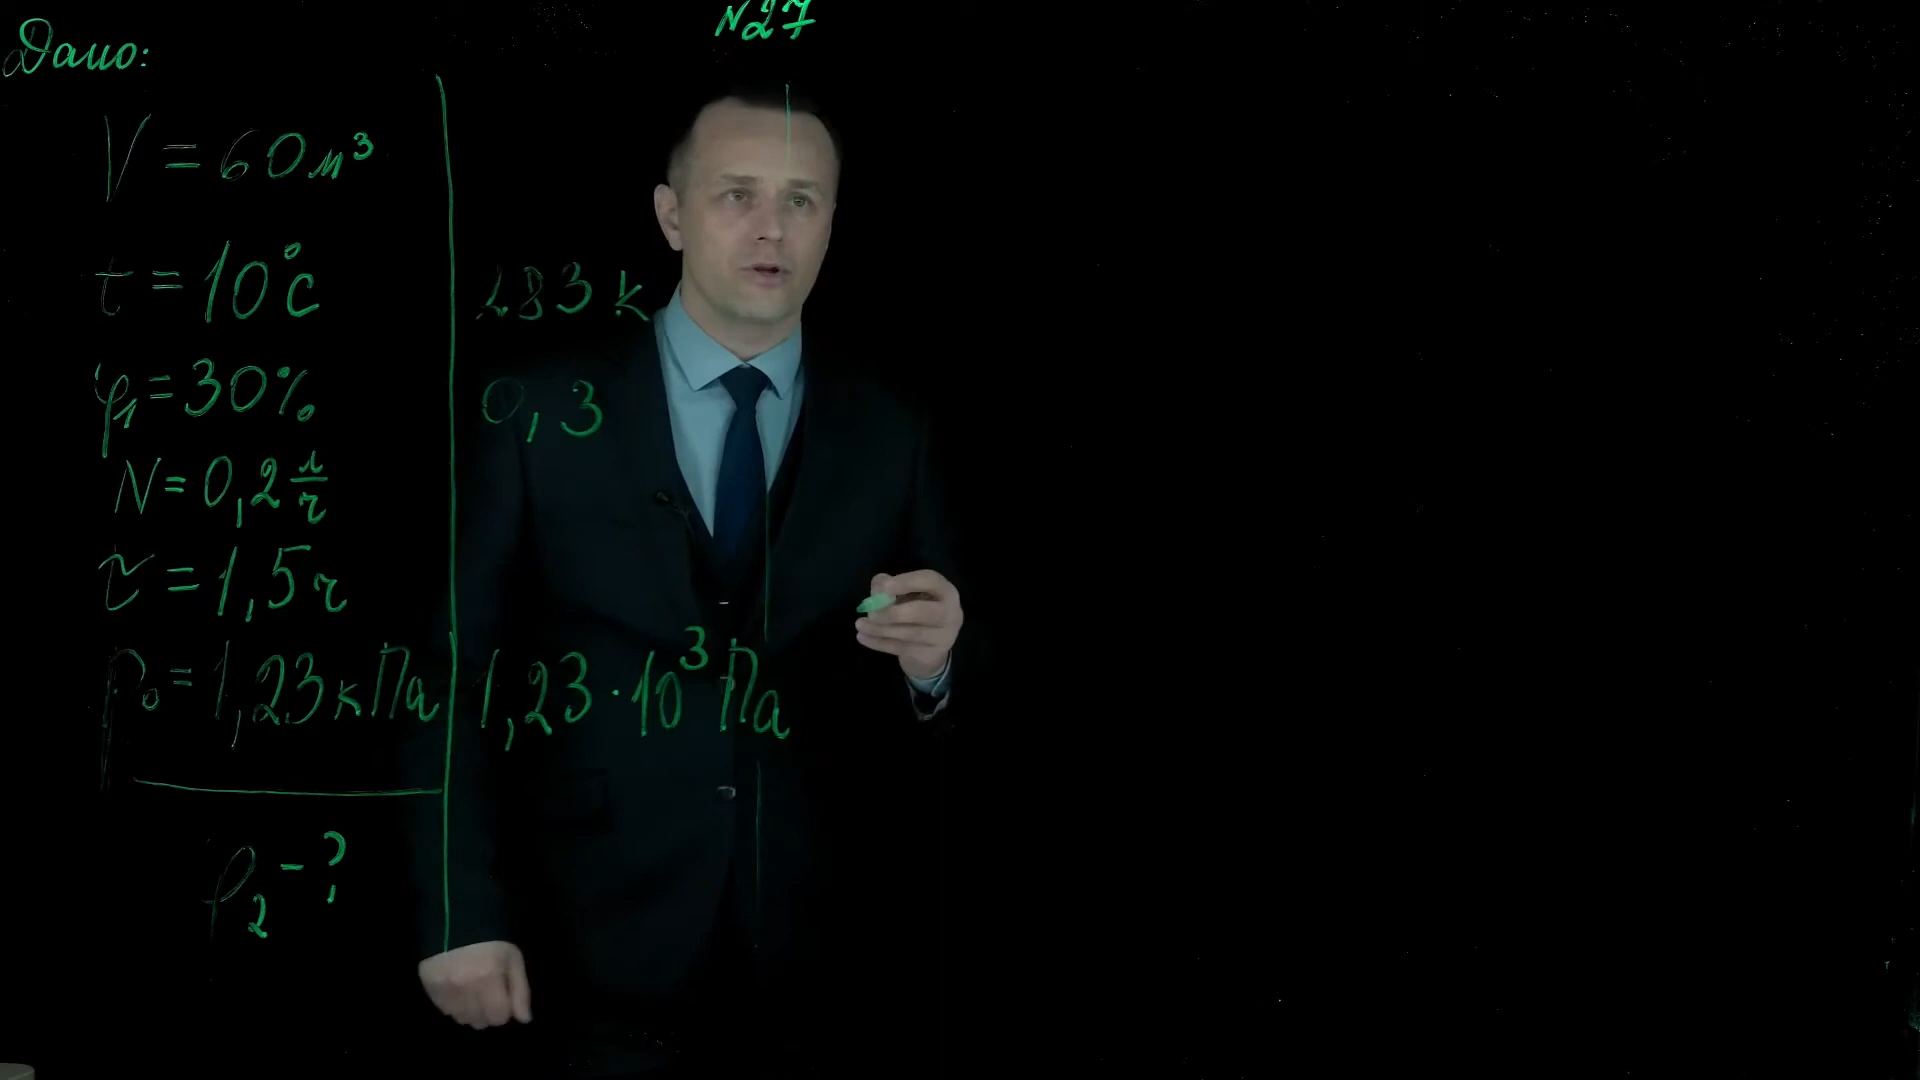 N27
Дано:
V = 60 м³
t = 10°C 283 к
φ₁ = 30% 0,3
N = 0,2 л/ч
τ = 1,5 ч
p₀ = 1,23 кПа 1,23 · 10³ Па
φ₂ - ?